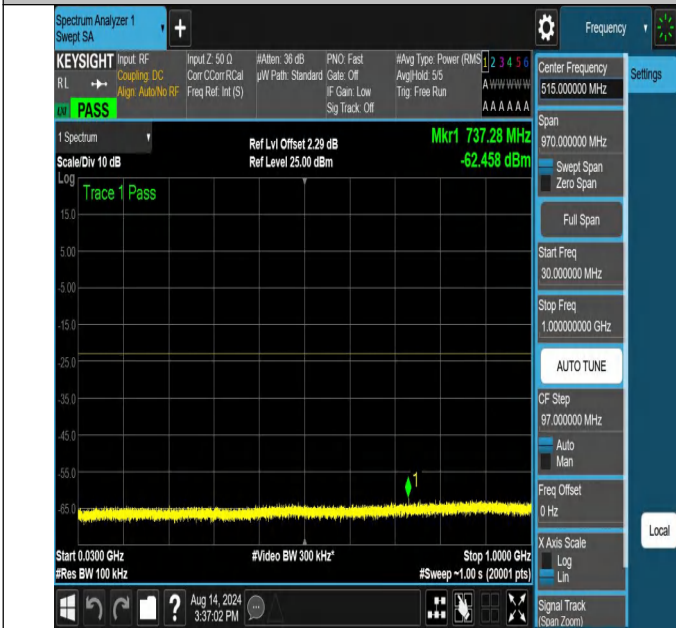 Spectrum Analyzer 1
Swept SA
+
Frequency
KEYSIGHT
RL
PASS
Input: RF
Coupling: DC
Align: Auto/No RF
Input Z: 50 Ω
Corr CCorr RCal
Freq Ref: Int (S)
#Atten: 36 dB
µW Path: Standard
PNO: Fast
Gate: Off
IF Gain: Low
Sig Track: Off
#Avg Type: Power (RMS
Avg|Hold: 5/5
Trig: Free Run
1 2 3 4 5 6
A W W W W W
A A A A A A
1 Spectrum
Scale/Div 10 dB
Log
Ref Lvl Offset 2.29 dB
Ref Level 25.00 dBm
Mkr1 737.28 MHz
-62.458 dBm
Trace 1 Pass
15.0
5.00
-5.00
-15.0
-25.0
-35.0
-45.0
-55.0
-65.0
1
Start 0.0300 GHz
#Res BW 100 kHz
#Video BW 300 kHz*
Stop 1.0000 GHz
#Sweep ~1.00 s (20001 pts)
Aug 14, 2024
3:37:02 PM
Center Frequency
515.000000 MHz
Settings
Span
970.000000 MHz
Swept Span
Zero Span
Full Span
Start Freq
30.000000 MHz
Stop Freq
1.000000000 GHz
AUTO TUNE
CF Step
97.000000 MHz
Auto
Man
Freq Offset
0 Hz
X Axis Scale
Log
Lin
Local
Signal Track
(Span Zoom)